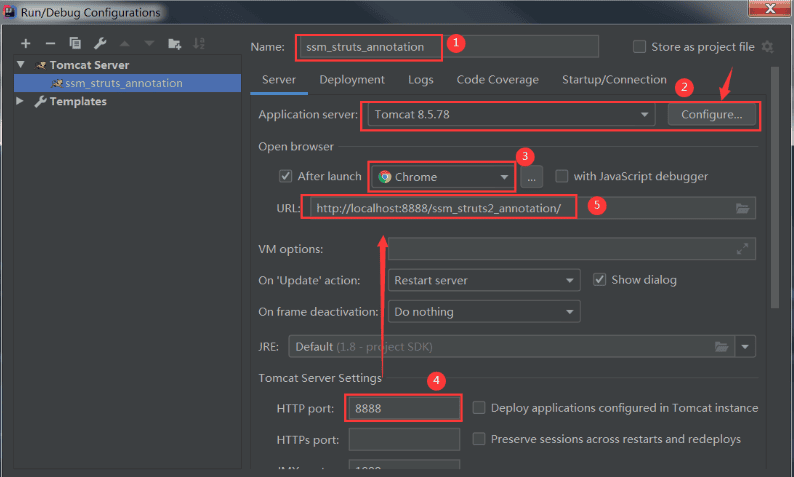 Run/Debug Configurations
Name: ssm_struts_annotation 1 Store as project file
Tomcat Server
ssm_struts_annotation
Templates
Server Deployment Logs Code Coverage Startup/Connection
2
Application server: Tomcat 8.5.78 Configure...
Open browser
3
After launch Chrome ... with JavaScript debugger
URL: http://localhost:8888/ssm_struts2_annotation/ 5
VM options:
On 'Update' action: Restart server Show dialog
On frame deactivation: Do nothing
JRE: Default (1.8 - project SDK)
Tomcat Server Settings
4
HTTP port: 8888 Deploy applications configured in Tomcat instance
HTTPs port: Preserve sessions across restarts and redeploys